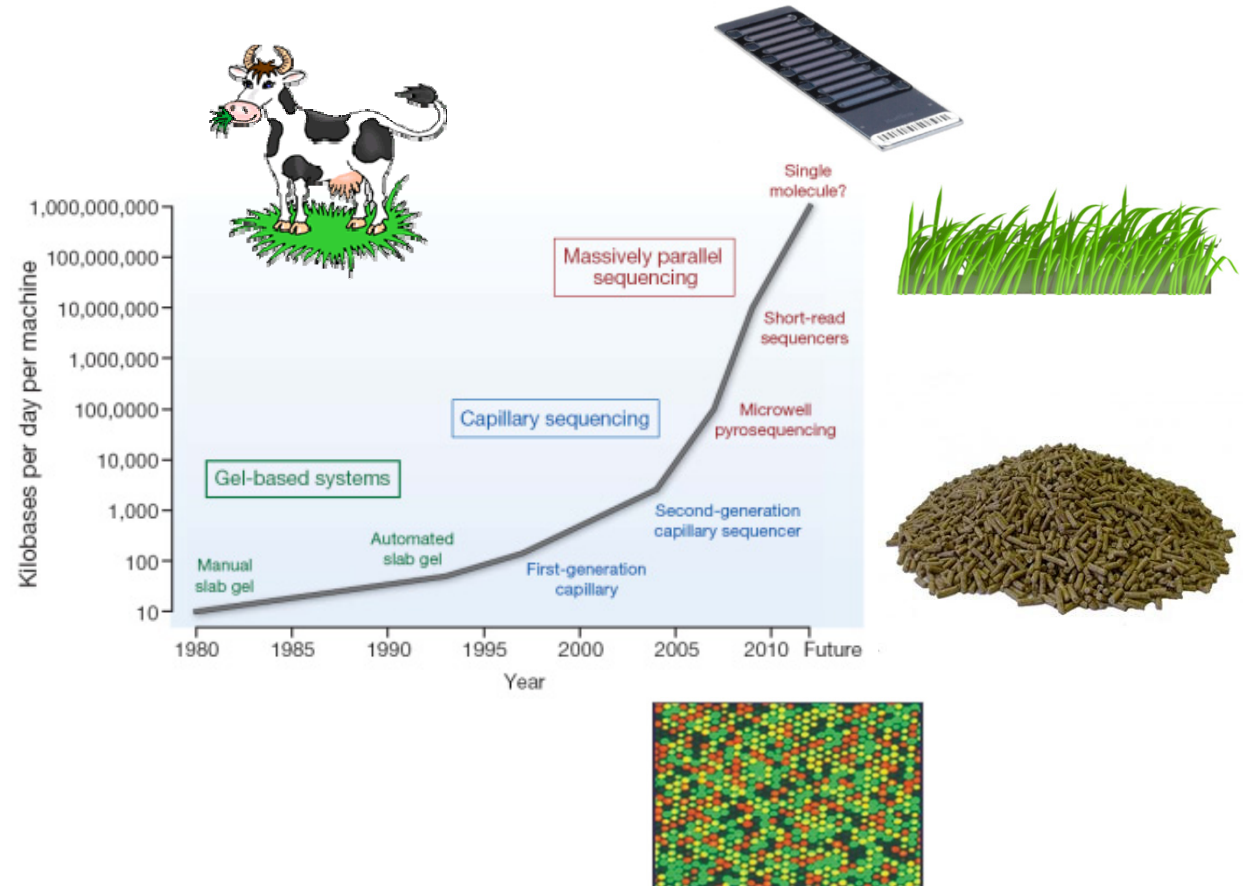 Single
molecule?
1,000,000,000
100,000,000
10,000,000
1,000,000
100,0000
10,000
1,000
100
10
Kilobases per day per machine
Massively parallel
sequencing
Short-read
sequencers
Capillary sequencing
Microwell
pyrosequencing
Gel-based systems
Second-generation
capillary sequencer
Automated
slab gel
Manual
slab gel
First-generation
capillary
1980 1985 1990 1995 2000 2005 2010 Future
Year